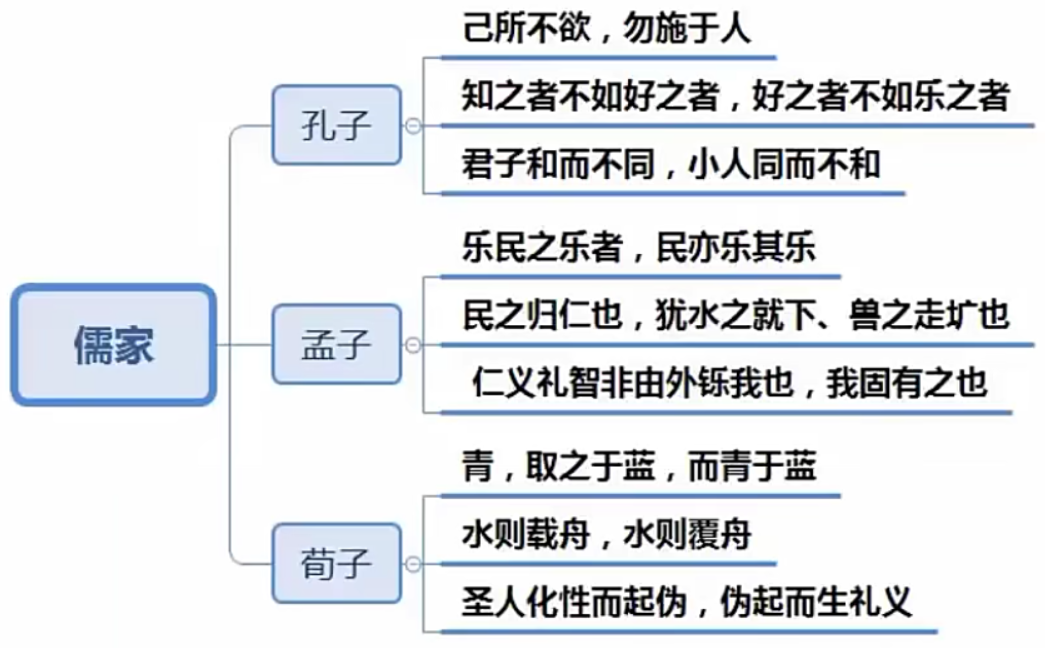 儒家
孔子
己所不欲，勿施于人
知之者不如好之者，好之者不如乐之者
君子和而不同，小人同而不和
孟子
乐民之乐者，民亦乐其乐
民之归仁也，犹水之就下、兽之走圹也
仁义礼智非由外铄我也，我固有之也
荀子
青，取之于蓝，而青于蓝
水则载舟，水则覆舟
圣人化性而起伪，伪起而生礼义